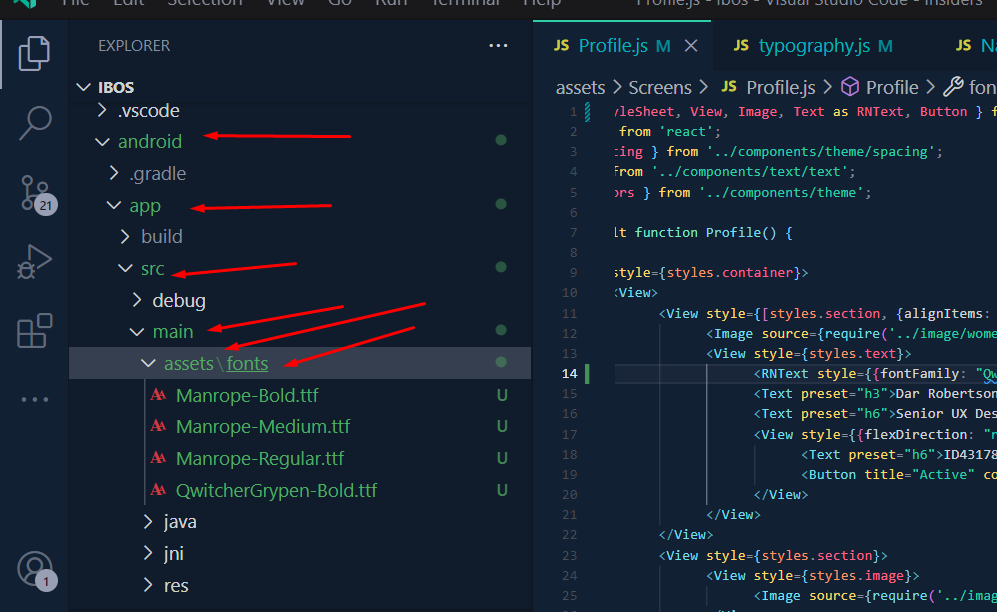 File Edit Selection View Go Run Terminal Help Profile.js - Ibos - Visual Studio Code - Insiders
EXPLORER ···
JS Profile.js M × JS typography.js M JS
IBOS
assets > Screens > JS Profile.js > Profile >
> .vscode
android
> .gradle
app
> build
src
> debug
main
assets\fonts
Manrope-Bold.ttf U
Manrope-Medium.ttf U
Manrope-Regular.ttf U
QwitcherGrypen-Bold.ttf U
> java
> jni
> res
21
1
1 yleSheet, View, Image, Text as RNText, Button } f
2 from 'react';
3 cing } from '../components/theme/spacing';
4 from '../components/text/text';
5 ors } from '../components/theme';
6
7 lt function Profile() {
8
9 style={styles.container}>
10 <View>
11 <View style={[styles.section, {alignItems:
12 <Image source={require('../image/wome
13 <View style={styles.text}>
14 <RNText style={{fontFamily: "Qw
15 <Text preset="h3">Dar Robertson
16 <Text preset="h6">Senior UX Des
17 <View style={{flexDirection: "r
18 <Text preset="h6">ID43178
19 <Button title="Active" co
20 </View>
21 </View>
22 </View>
23 <View style={styles.section}>
24 <View style={styles.image}>
25 <Image source={require('../imag